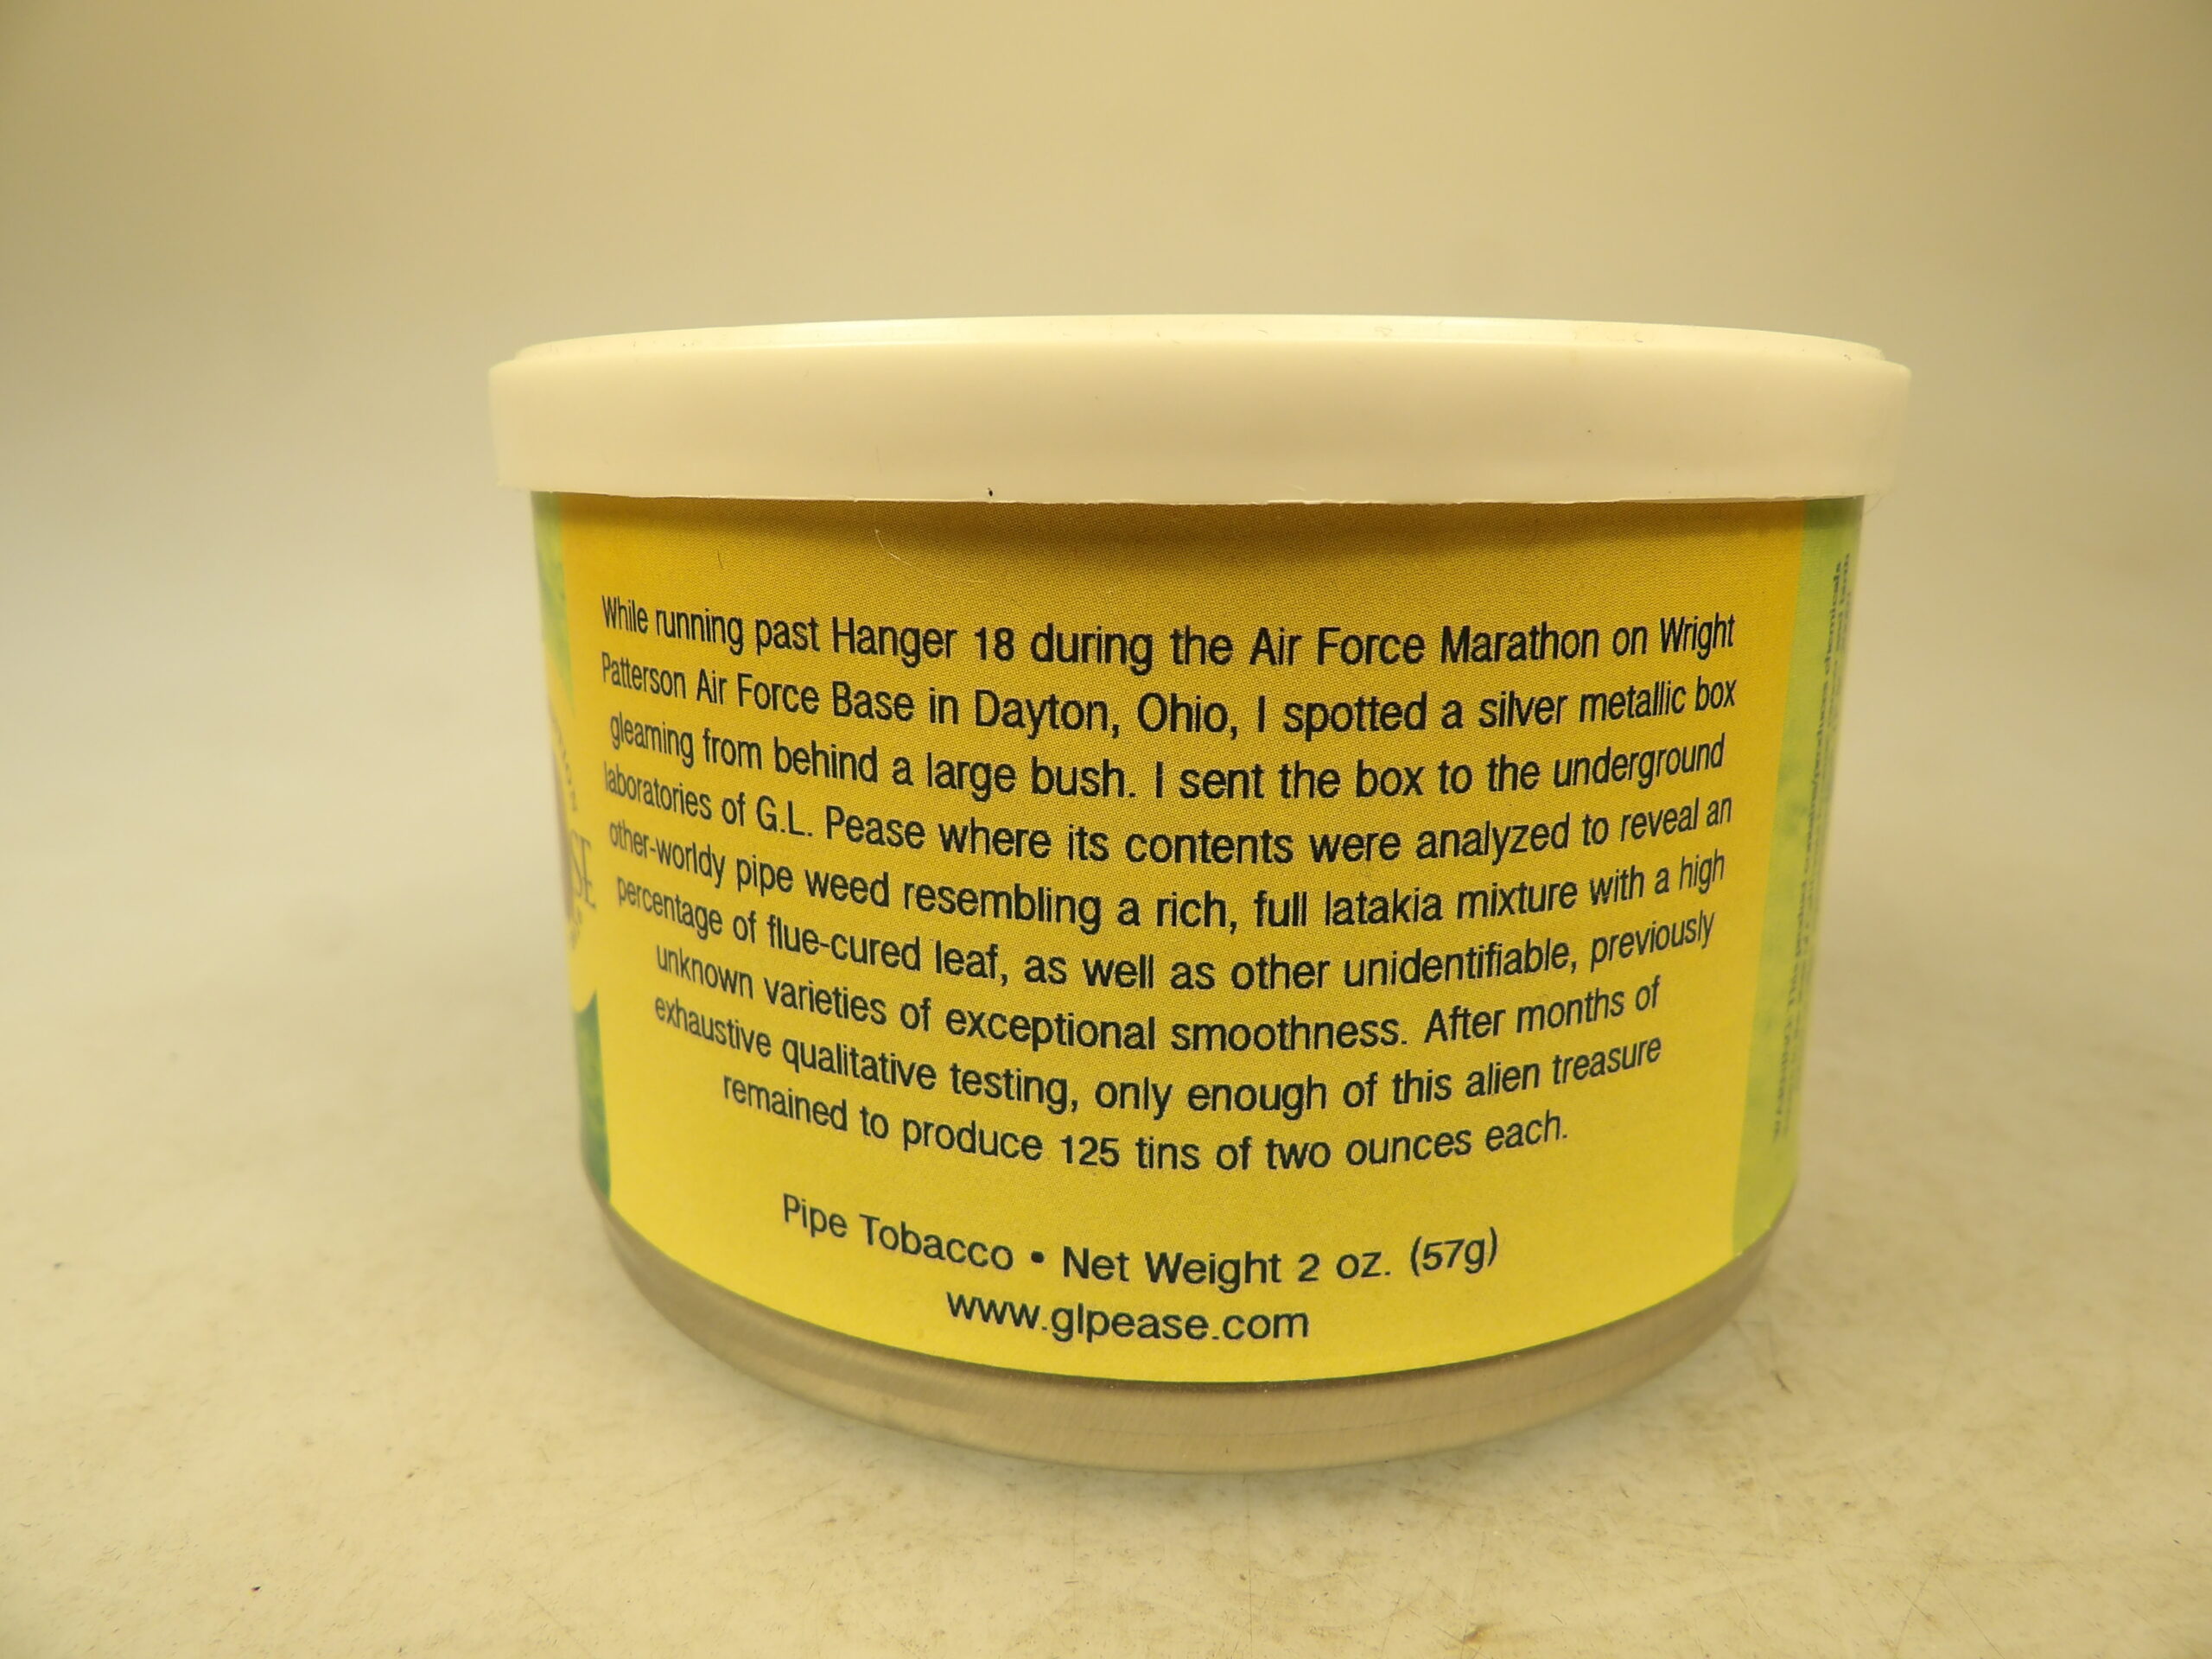 While running past Hanger 18 during the Air Force Marathon on Wright
Patterson Air Force Base in Dayton, Ohio, I spotted a silver metallic box
gleaming from behind a large bush. I sent the box to the underground
laboratories of G.L. Pease where its contents were analyzed to reveal an
other-worldy pipe weed resembling a rich, full latakia mixture with a high
percentage of flue-cured leaf, as well as other unidentifiable, previously
unknown varieties of exceptional smoothness. After months of
exhaustive qualitative testing, only enough of this alien treasure
remained to produce 125 tins of two ounces each.
Pipe Tobacco • Net Weight 2 oz. (57g)
www.glpease.com